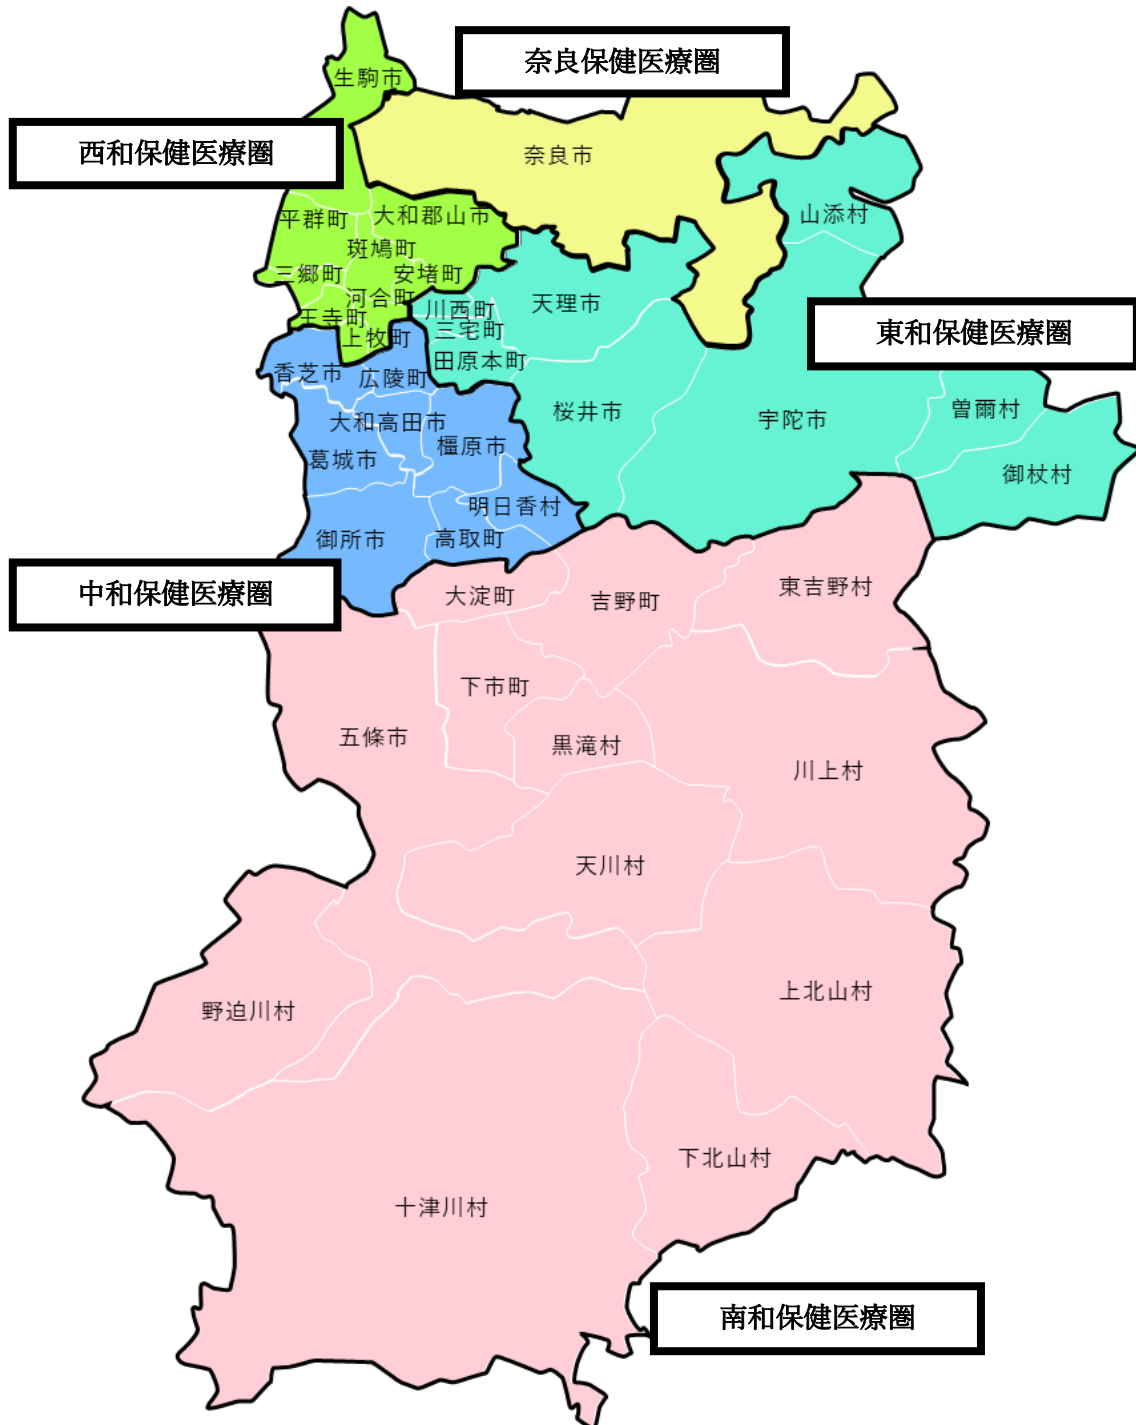 奈良保健医療圏
生駒市
西和保健医療圏
奈良市
平群町
大和郡山市
山添村
斑鳩町
三郷町
安堵町
河合町
川西町
天理市
王寺町
三宅町
上牧町
東和保健医療圏
田原本町
香芝市
広陵町
桜井市
曽爾村
大和高田市
宇陀市
橿原市
葛城市
御杖村
明日香村
御所市
高取町
中和保健医療圏
大淀町
吉野町
東吉野村
下市町
五條市
黒滝村
川上村
天川村
上北山村
野迫川村
下北山村
十津川村
南和保健医療圏